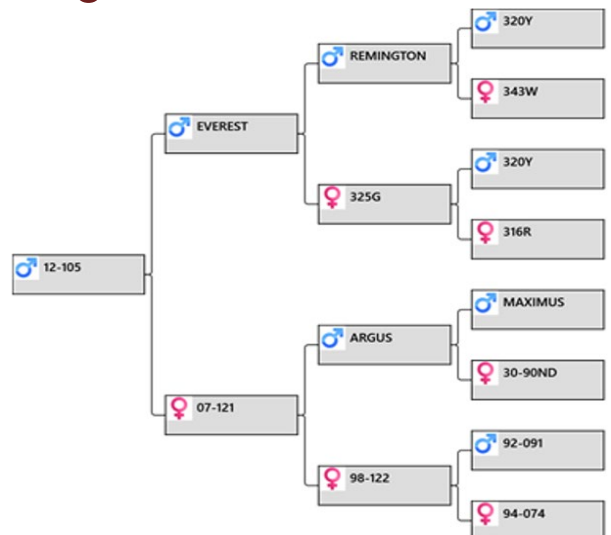 320Y
REMINGTON
343W
EVEREST
320Y
325G
316R
12-105
MAXIMUS
ARGUS
30-90ND
07-121
92-091
98-122
94-074